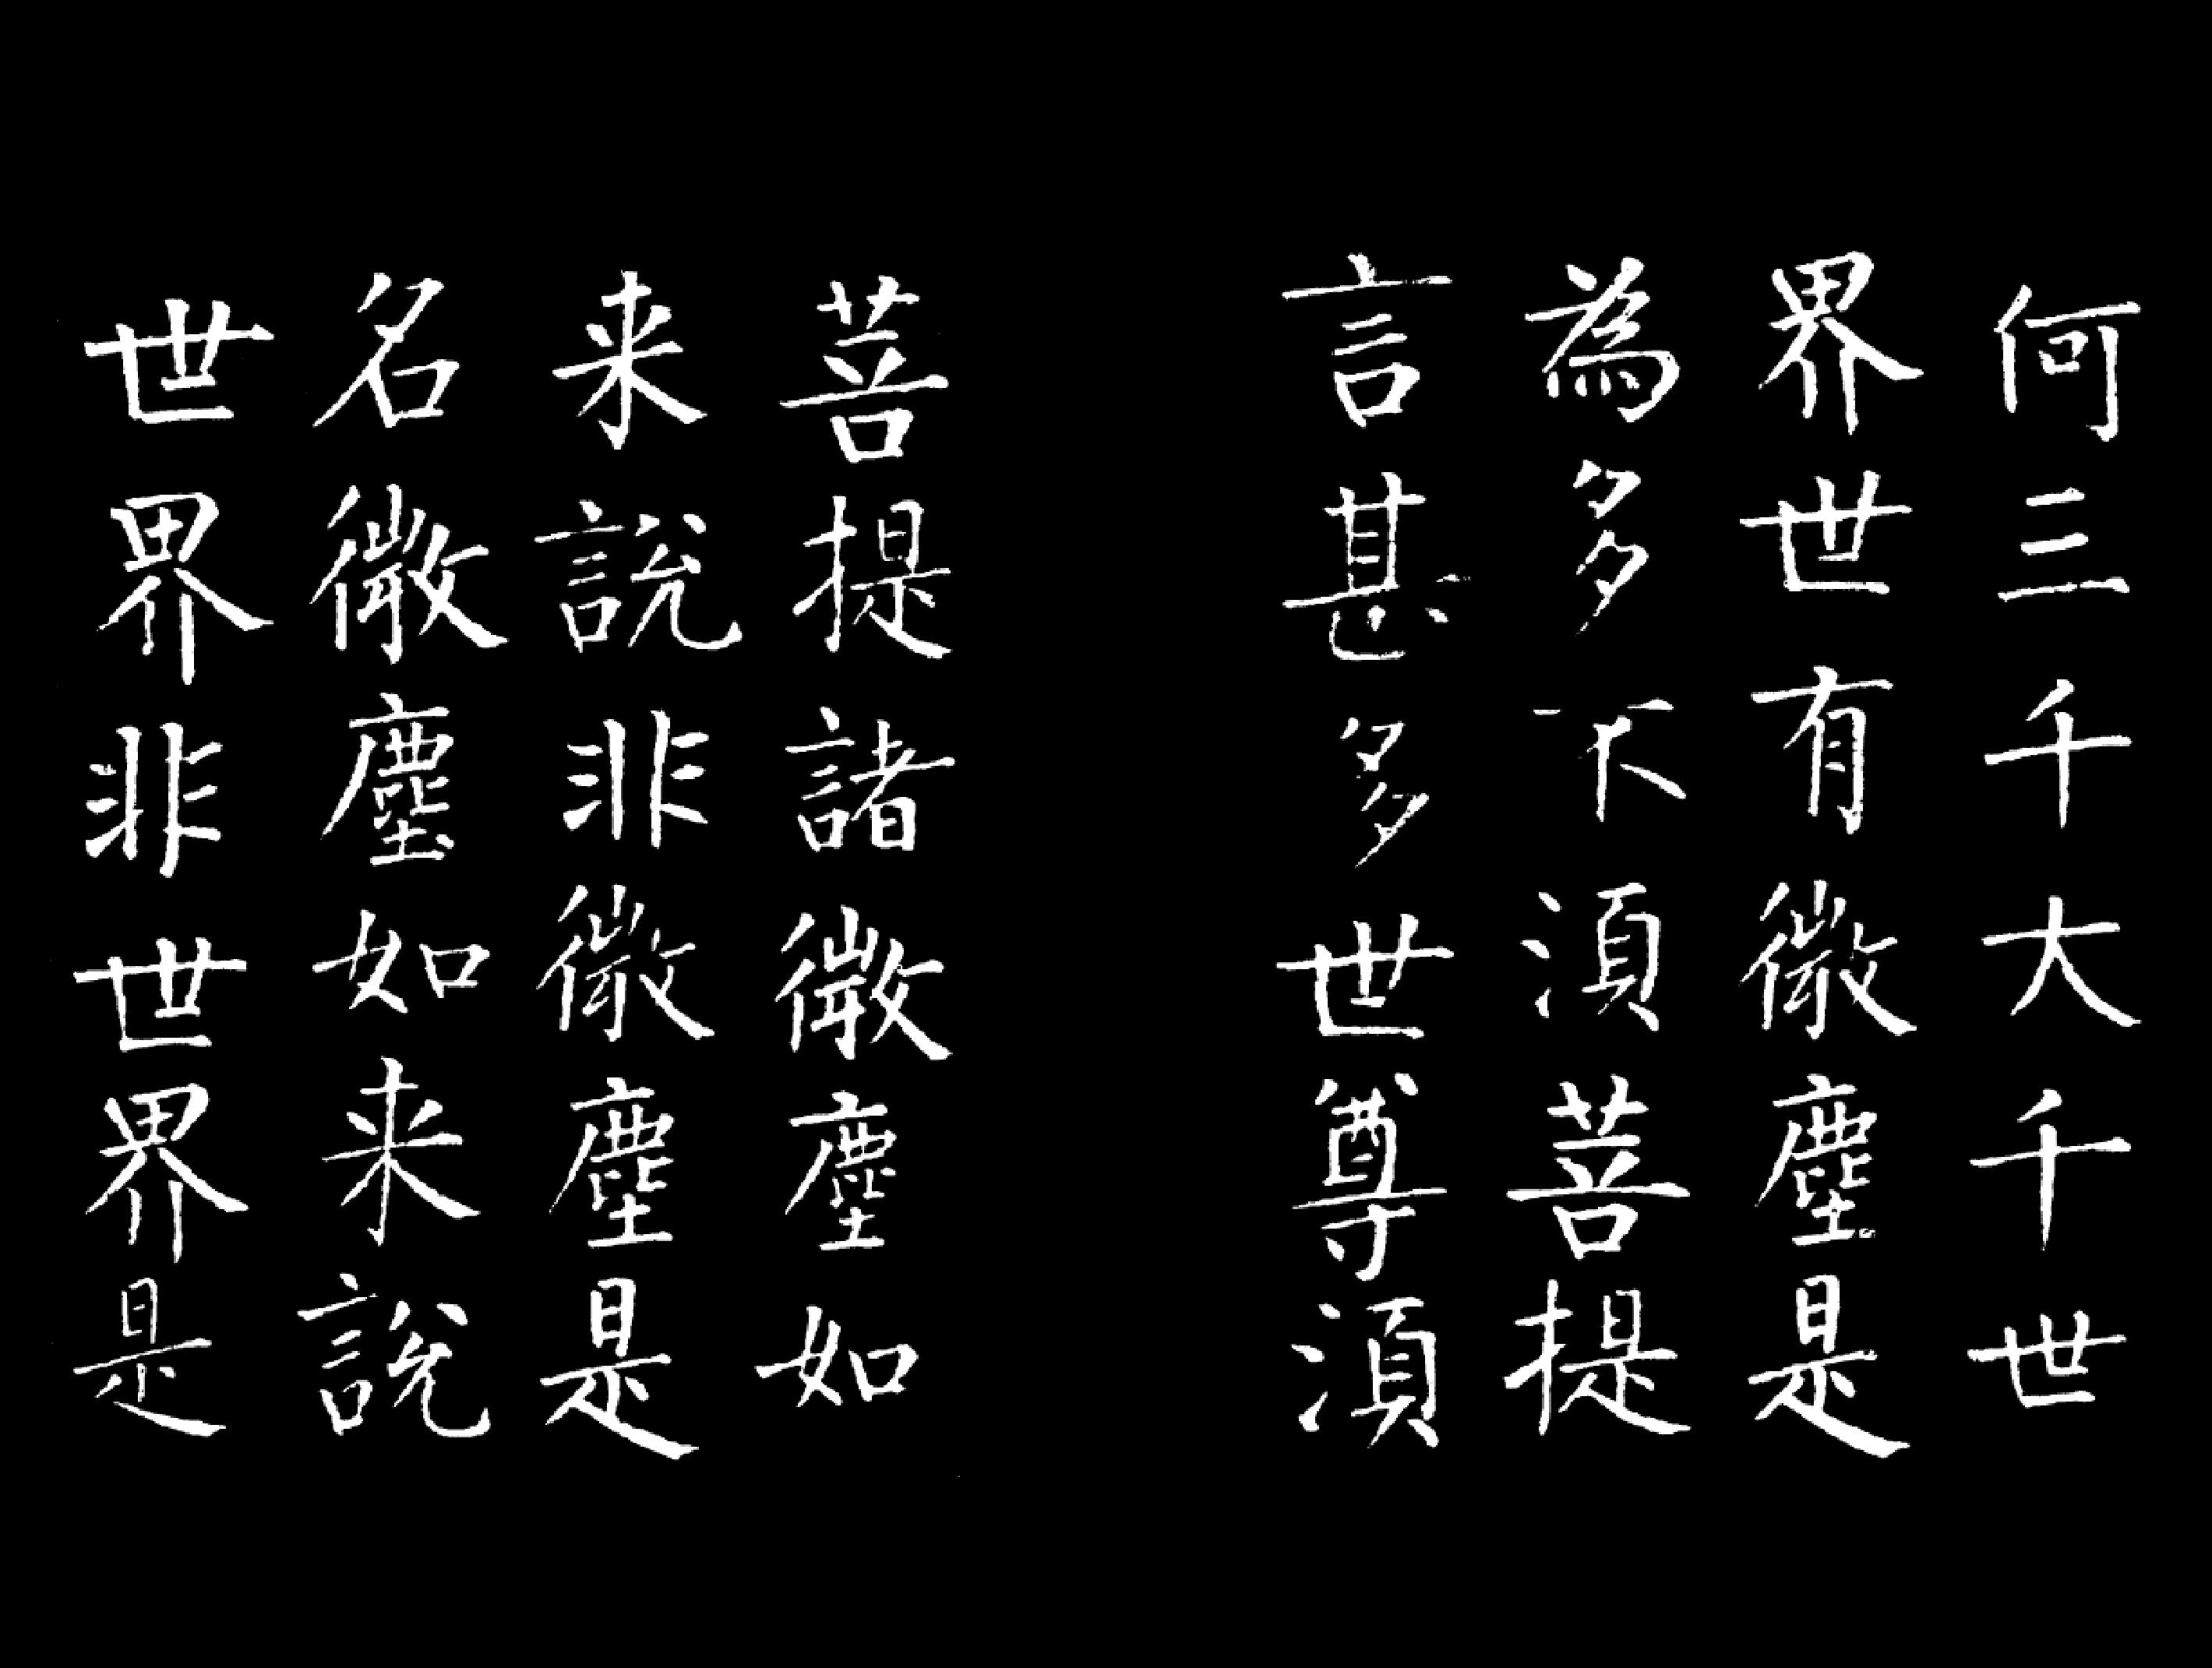 何三千大千世
界世有微塵是
為多不湏菩提
言甚多世尊湏
菩提諸微塵如
来說非微塵是
名微塵如来說
世界非世界是